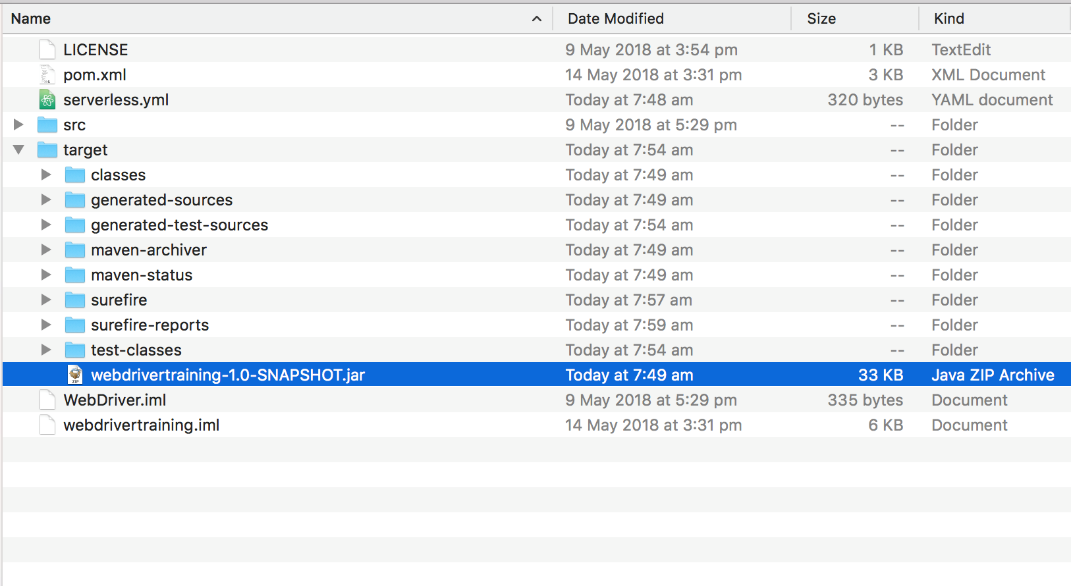 Name Date Modified Size Kind
LICENSE 9 May 2018 at 3:54 pm 1 KB TextEdit
pom.xml 14 May 2018 at 3:31 pm 3 KB XML Document
serverless.yml Today at 7:48 am 320 bytes YAML document
src 9 May 2018 at 5:29 pm -- Folder
target Today at 7:54 am -- Folder
classes Today at 7:49 am -- Folder
generated-sources Today at 7:49 am -- Folder
generated-test-sources Today at 7:54 am -- Folder
maven-archiver Today at 7:49 am -- Folder
maven-status Today at 7:49 am -- Folder
surefire Today at 7:57 am -- Folder
surefire-reports Today at 7:59 am -- Folder
test-classes Today at 7:54 am -- Folder
webdrivertraining-1.0-SNAPSHOT.jar Today at 7:49 am 33 KB Java ZIP Archive
WebDriver.iml 9 May 2018 at 5:29 pm 335 bytes Document
webdrivertraining.iml 14 May 2018 at 3:31 pm 6 KB Document